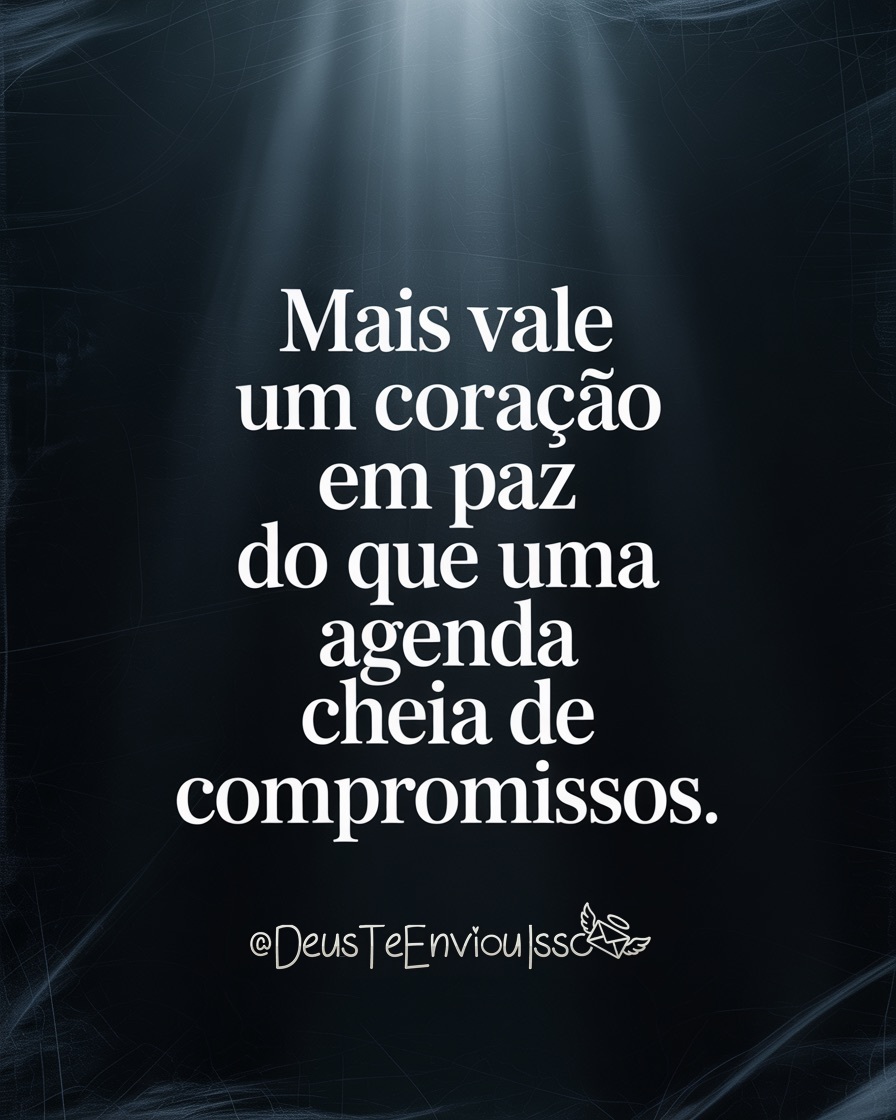 Mais vale
um coração
em paz
do que uma
agenda
cheia de
compromissos.
@DeusTeEnviouIsso